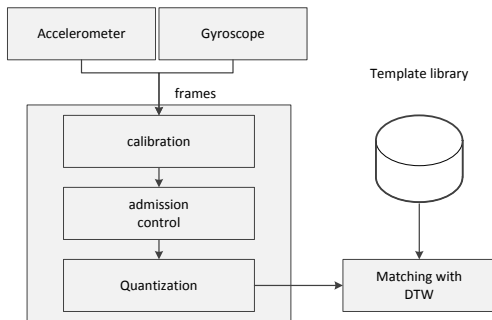 Accelerometer
Gyroscope
frames
Template library
calibration
admission
control
Quantization
Matching with
DTW